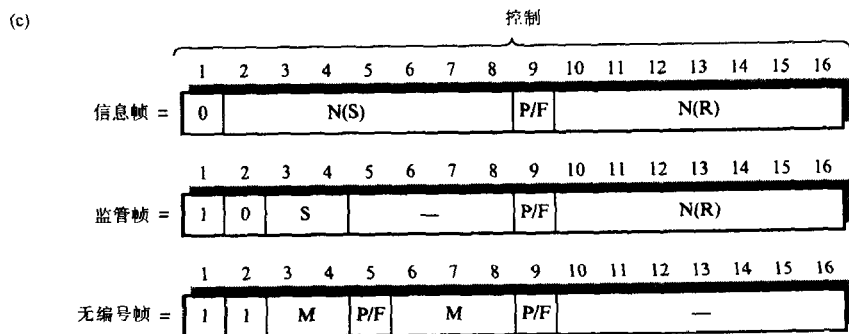 (c)
控制
1 2 3 4 5 6 7 8 9 10 11 12 13 14 15 16
信息帧 = 0 N(S) P/F N(R)
1 2 3 4 5 6 7 8 9 10 11 12 13 14 15 16
监管帧 = 1 0 S — P/F N(R)
1 2 3 4 5 6 7 8 9 10 11 12 13 14 15 16
无编号帧 = 1 1 M P/F M P/F —